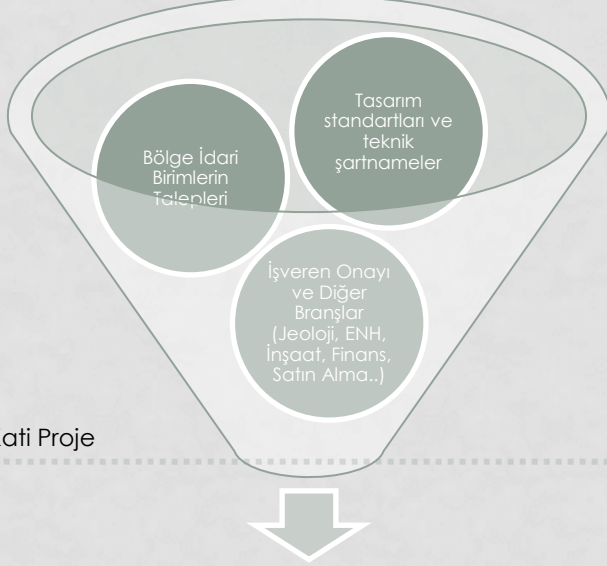 Tasarım
standartları ve
teknik
şartnameler
Bölge İdari
Birimlerin
Talepleri
İşveren Onayı
ve Diğer
Branşlar
(Jeoloji, ENH,
İnşaat, Finans,
Satın Alma..)
ati Proje